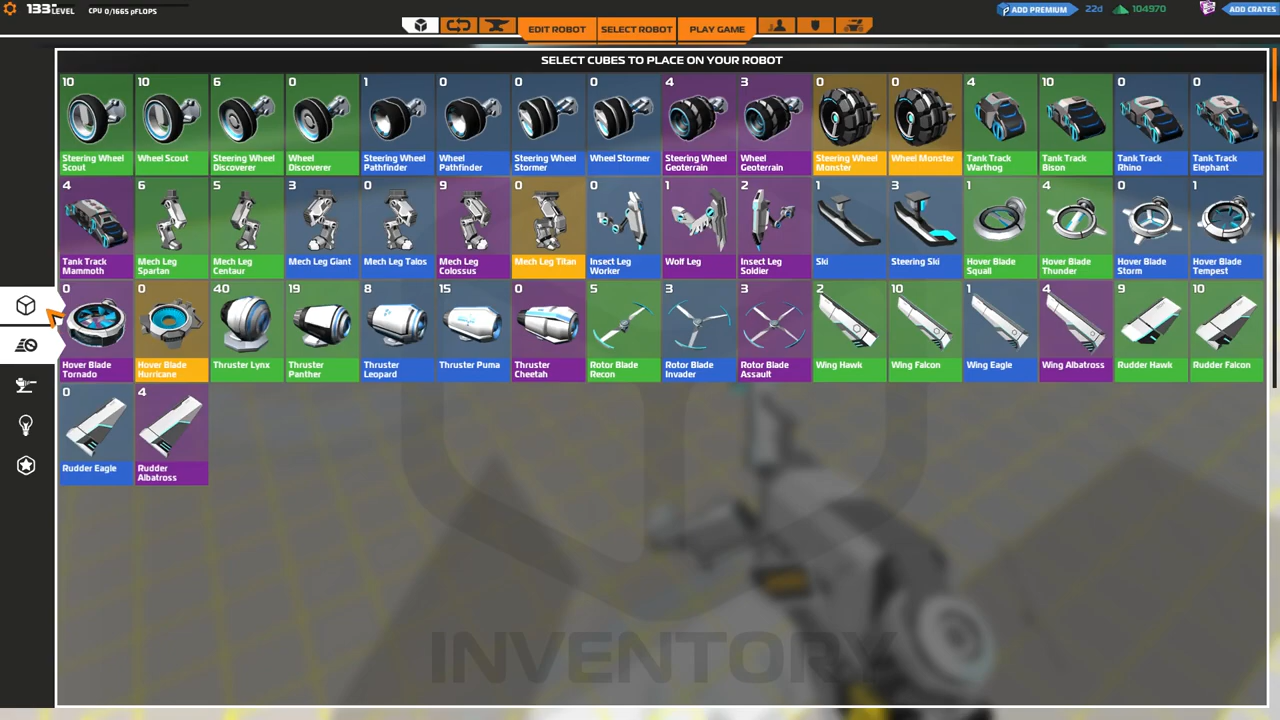 133 LEVEL CPU 0/1665 pFLOPS
ADD PREMIUM 22d 104970 ADD CRATES
EDIT ROBOT SELECT ROBOT PLAY GAME
SELECT CUBES TO PLACE ON YOUR ROBOT
10 10 6 0 1 0 0 0 4 3 0 0 4 10 0 0
Steering Wheel Scout
Wheel Scout
Steering Wheel Discoverer
Wheel Discoverer
Steering Wheel Pathfinder
Wheel Pathfinder
Steering Wheel Stormer
Wheel Stormer
Steering Wheel Geoterrain
Wheel Geoterrain
Steering Wheel Monster
Wheel Monster
Tank Track Warthog
Tank Track Bison
Tank Track Rhino
Tank Track Elephant
4 6 5 3 0 9 0 0 1 2 1 3 1 4 0 1
Tank Track Mammoth
Mech Leg Spartan
Mech Leg Centaur
Mech Leg Giant
Mech Leg Talos
Mech Leg Colossus
Mech Leg Titan
Insect Leg Worker
Wolf Leg
Insect Leg Soldier
Ski
Steering Ski
Hover Blade Squall
Hover Blade Thunder
Hover Blade Storm
Hover Blade Tempest
0 0 40 19 8 15 0 5 3 3 2 10 1 4 9 10
Hover Blade Tornado
Hover Blade Hurricane
Thruster Lynx
Thruster Panther
Thruster Leopard
Thruster Puma
Thruster Cheetah
Rotor Blade Recon
Rotor Blade Invader
Rotor Blade Assault
Wing Hawk
Wing Falcon
Wing Eagle
Wing Albatross
Rudder Hawk
Rudder Falcon
0 4
Rudder Eagle
Rudder Albatross
INVENTORY